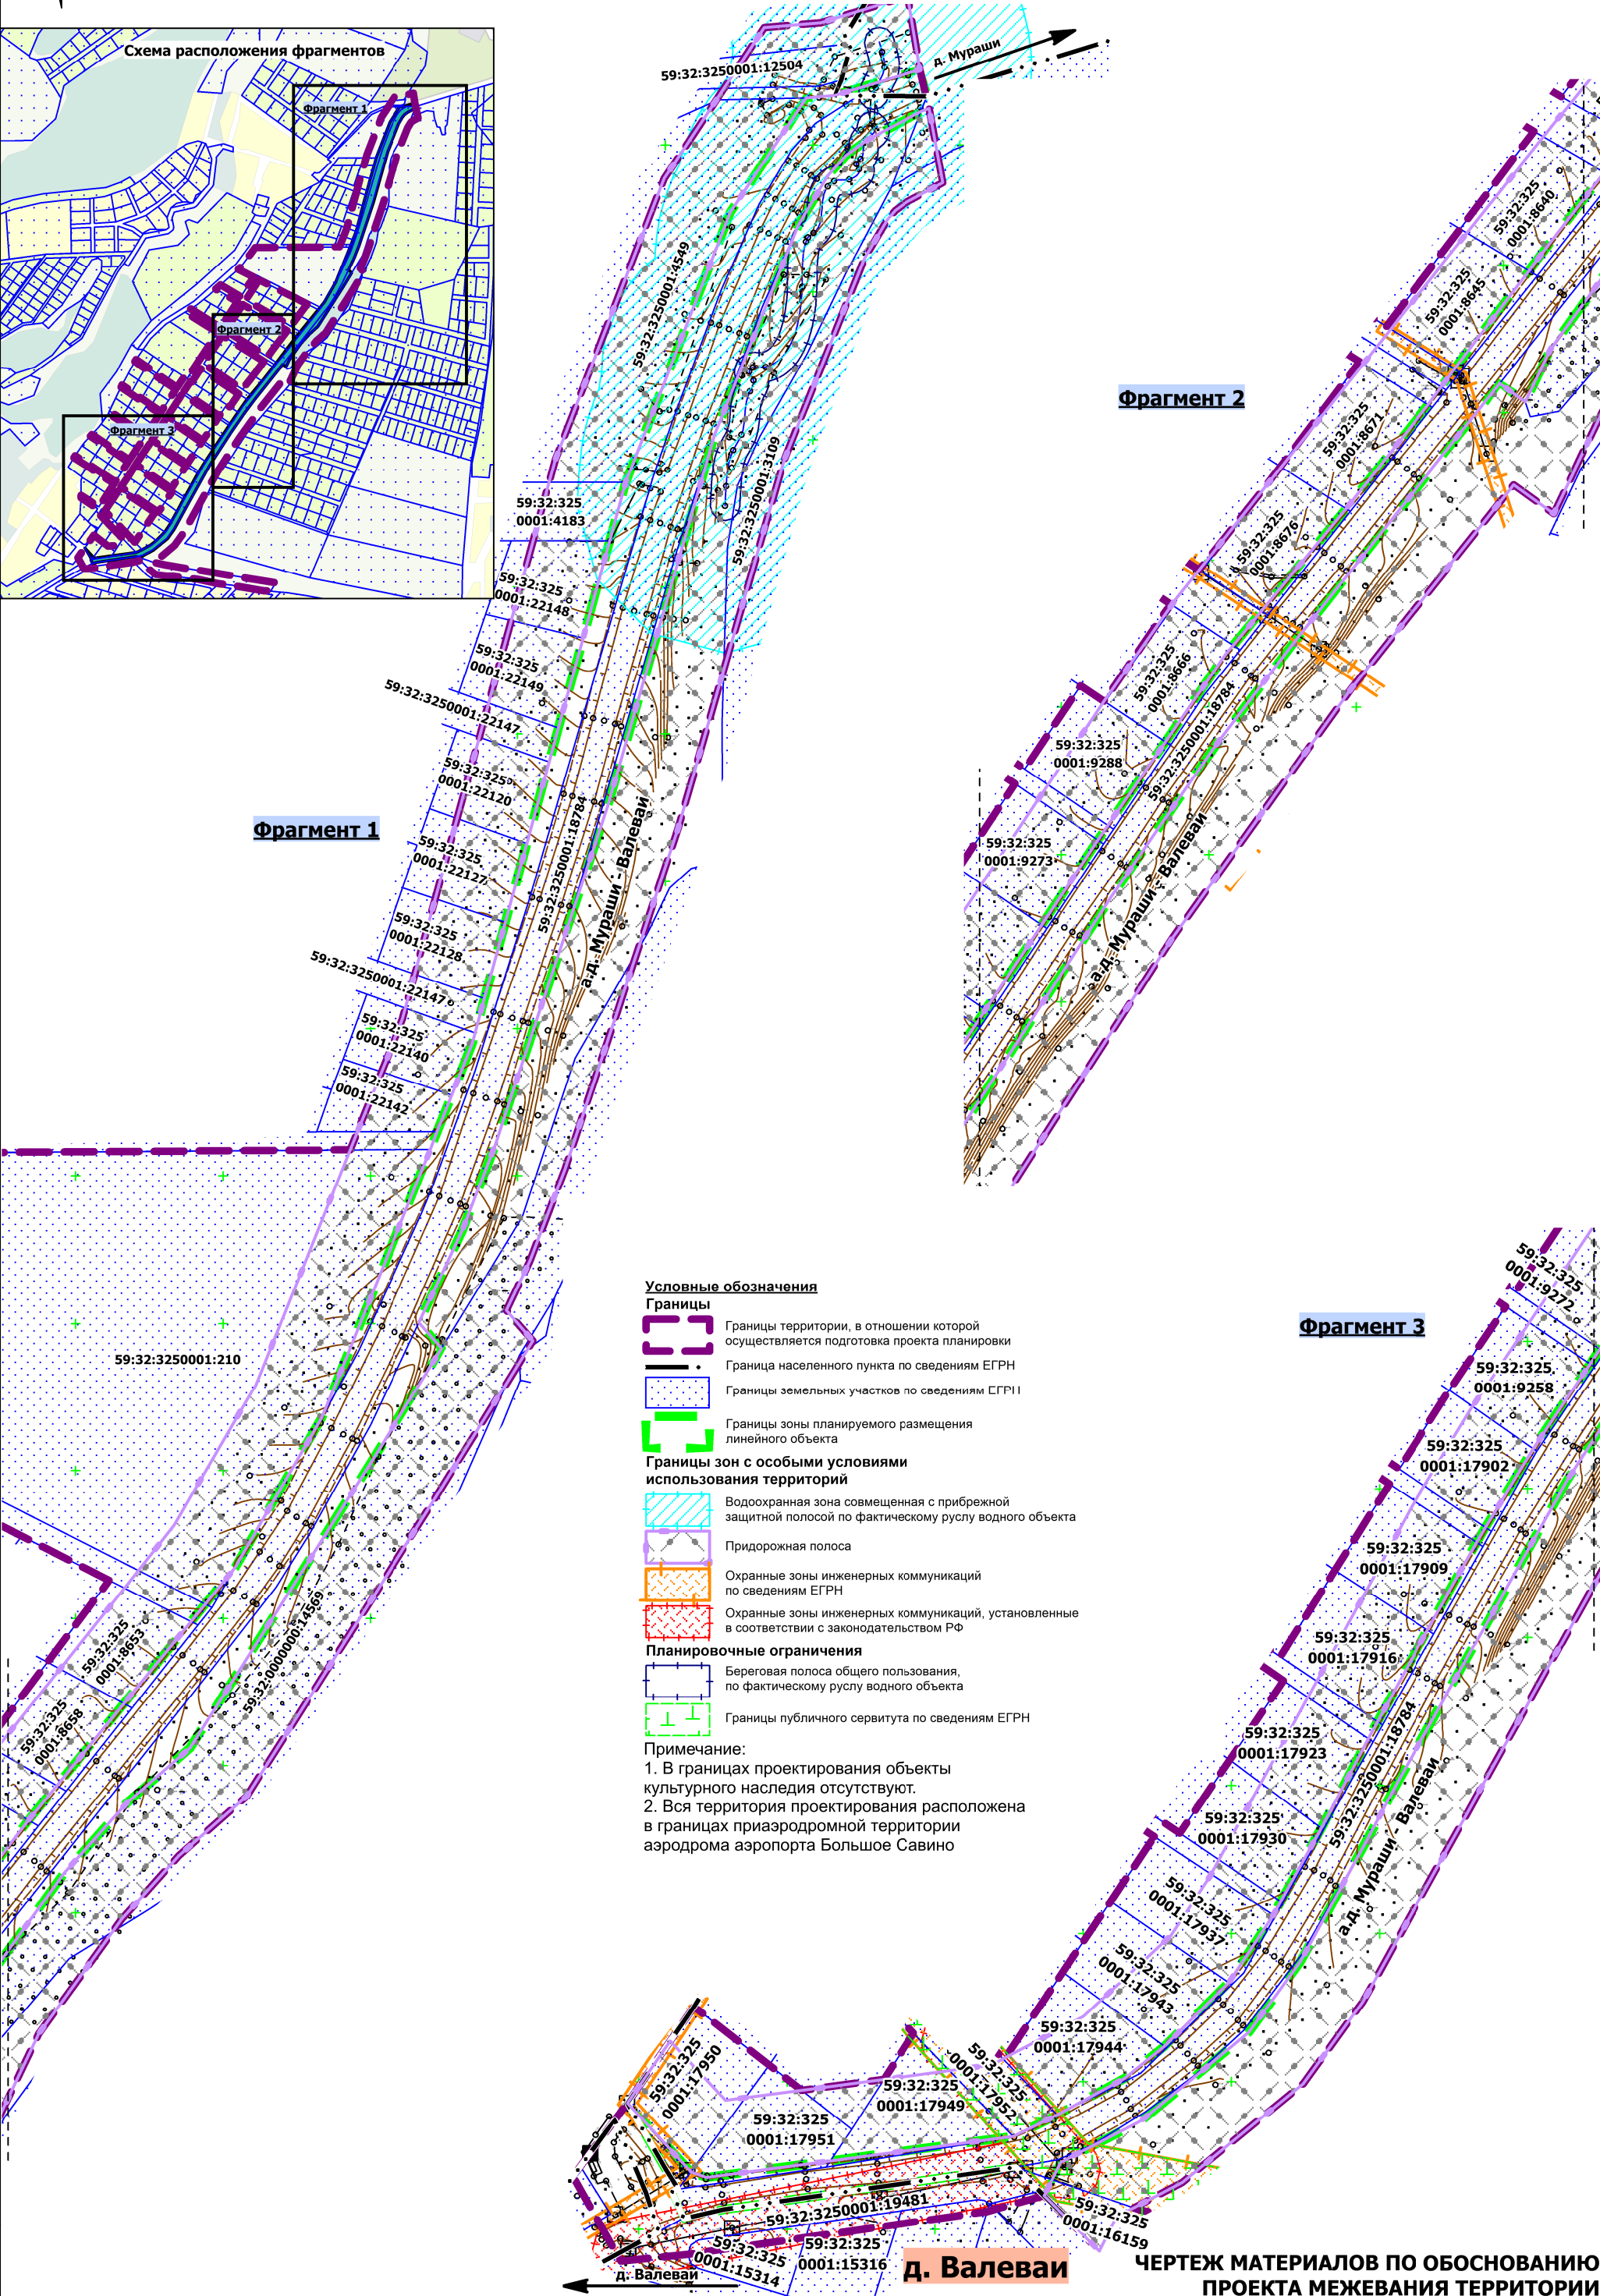 Схема расположения фрагментов
Фрагмент 1
Фрагмент 2
Фрагмент 3
59:32:3250001:12504
д. Мураши
59:32:3250001:4549
59:32:3250001:3109
59:32:325
0001:4183
59:32:325
0001:22148
59:32:325
0001:22149
59:32:3250001:22147
59:32:325
0001:22120
59:32:325
0001:22127
59:32:325
0001:22128
59:32:3250001:22147
59:32:325
0001:22140
59:32:325
0001:22142
59:32:3250001:18784
а.д. Мураши - Валеваи
Фрагмент 1
59:32:3250001:210
59:32:325
0001:8653
59:32:325
0001:8658
59:32:0000000:14569
Фрагмент 2
59:32:325
0001:8640
59:32:325
0001:8645
59:32:325
0001:8671
59:32:325
0001:8676
59:32:325
0001:8666
59:32:325
0001:9288
59:32:325
0001:9273
59:32:3250001:18784
а.д. Мураши - Валеваи
Условные обозначения
Границы
Границы территории, в отношении которой
осуществляется подготовка проекта планировки
Граница населенного пункта по сведениям ЕГРН
Границы земельных участков по сведениям ЕГРН
Границы зоны планируемого размещения
линейного объекта
Границы зон с особыми условиями
использования территорий
Водоохранная зона совмещенная с прибрежной
защитной полосой по фактическому руслу водного объекта
Придорожная полоса
Охранные зоны инженерных коммуникаций
по сведениям ЕГРН
Охранные зоны инженерных коммуникаций, установленные
в соответствии с законодательством РФ
Планировочные ограничения
Береговая полоса общего пользования,
по фактическому руслу водного объекта
Границы публичного сервитута по сведениям ЕГРН
Примечание:
1. В границах проектирования объекты
культурного наследия отсутствуют.
2. Вся территория проектирования расположена
в границах приаэродромной территории
аэродрома аэропорта Большое Савино
Фрагмент 3
59:32:325
0001:9272
59:32:325
0001:9258
59:32:325
0001:17902
59:32:325
0001:17909
59:32:325
0001:17916
59:32:325
0001:17923
59:32:325
0001:17930
59:32:325
0001:17937
59:32:325
0001:17943
59:32:325
0001:17944
59:32:3250001:18784
а.д. Мураши - Валеваи
59:32:325
0001:17952
59:32:325
0001:17949
59:32:325
0001:17950
59:32:325
0001:17951
59:32:3250001:19481
59:32:325
0001:16159
59:32:325
0001:15316
59:32:325
0001:15314
д. Валеваи
д. Валеваи
ЧЕРТЕЖ МАТЕРИАЛОВ ПО ОБОСНОВАНИЮ
ПРОЕКТА МЕЖЕВАНИЯ ТЕРРИТОРИИ